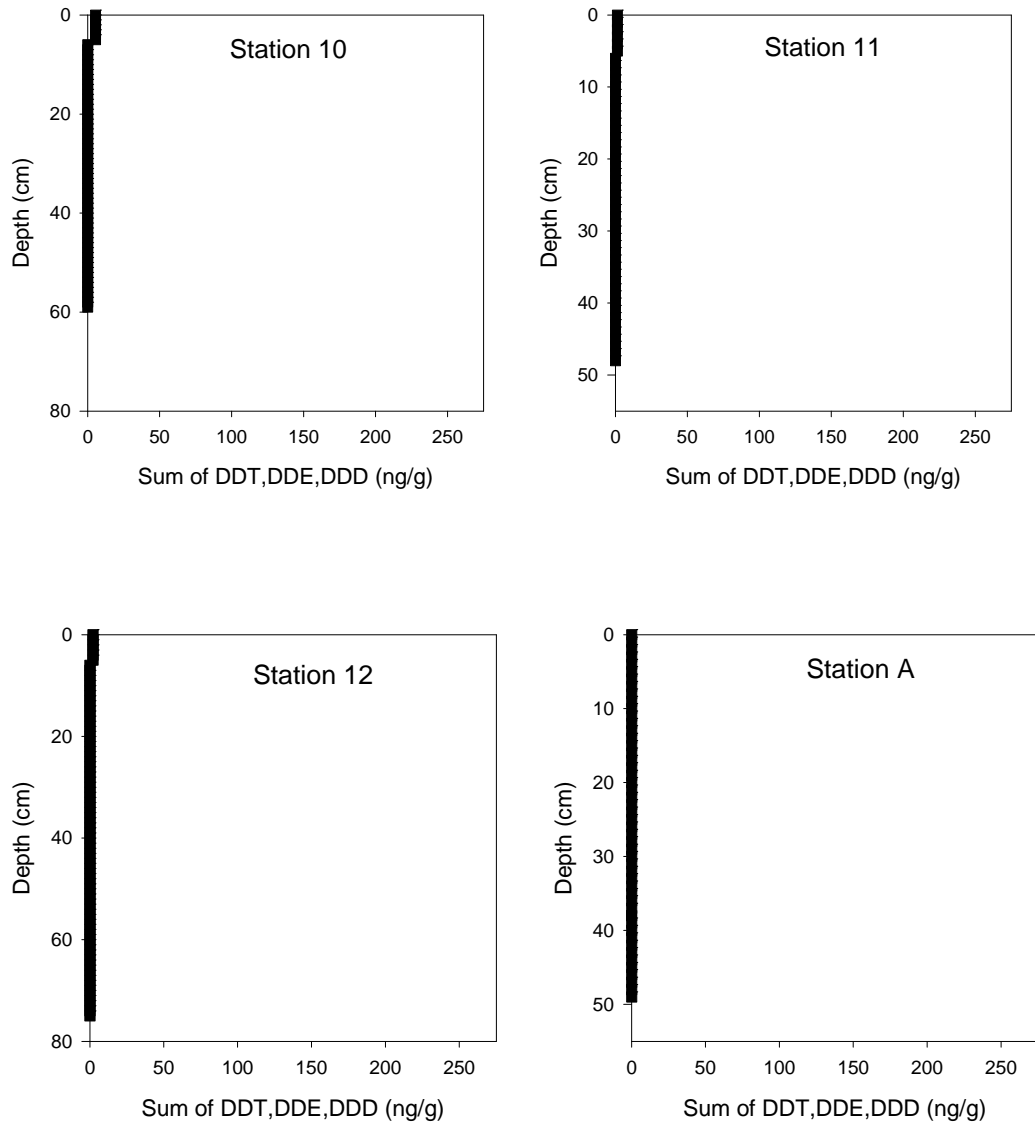 Station 10
0
20
40
60
80
Depth (cm)
0 50 100 150 200 250
Sum of DDT,DDE,DDD (ng/g)
Station 11
0
10
20
30
40
50
Depth (cm)
0 50 100 150 200 250
Sum of DDT,DDE,DDD (ng/g)
Station 12
0
20
40
60
80
Depth (cm)
0 50 100 150 200 250
Sum of DDT,DDE,DDD (ng/g)
Station A
0
10
20
30
40
50
Depth (cm)
0 50 100 150 200 250
Sum of DDT,DDE,DDD (ng/g)